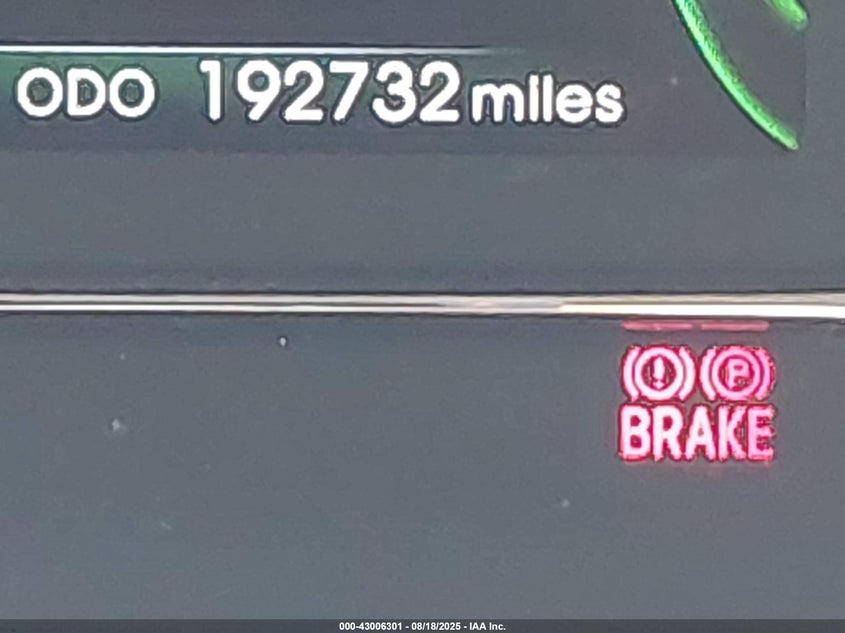 ODO 192732 miles
(!) (P)
BRAKE
000-43006301 - 08/18/2025 - IAA Inc.